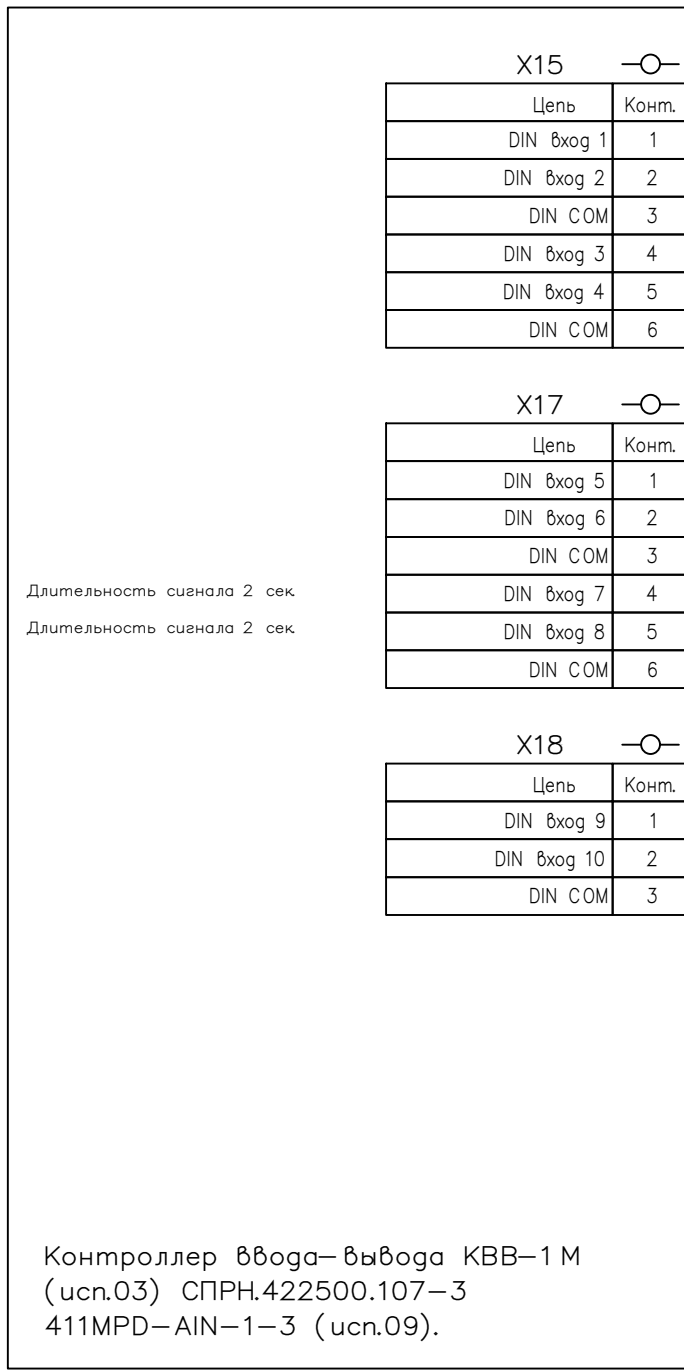 X15
Цепь Конт.
DIN вход 1 1
DIN вход 2 2
DIN COM 3
DIN вход 3 4
DIN вход 4 5
DIN COM 6
X17
Цепь Конт.
DIN вход 5 1
DIN вход 6 2
DIN COM 3
Длительность сигнала 2 сек. DIN вход 7 4
Длительность сигнала 2 сек. DIN вход 8 5
DIN COM 6
X18
Цепь Конт.
DIN вход 9 1
DIN вход 10 2
DIN COM 3
Контроллер ввода-вывода КВВ-1М
(исп.03) СПРН.422500.107-3
411MPD-AIN-1-3 (исп.09).